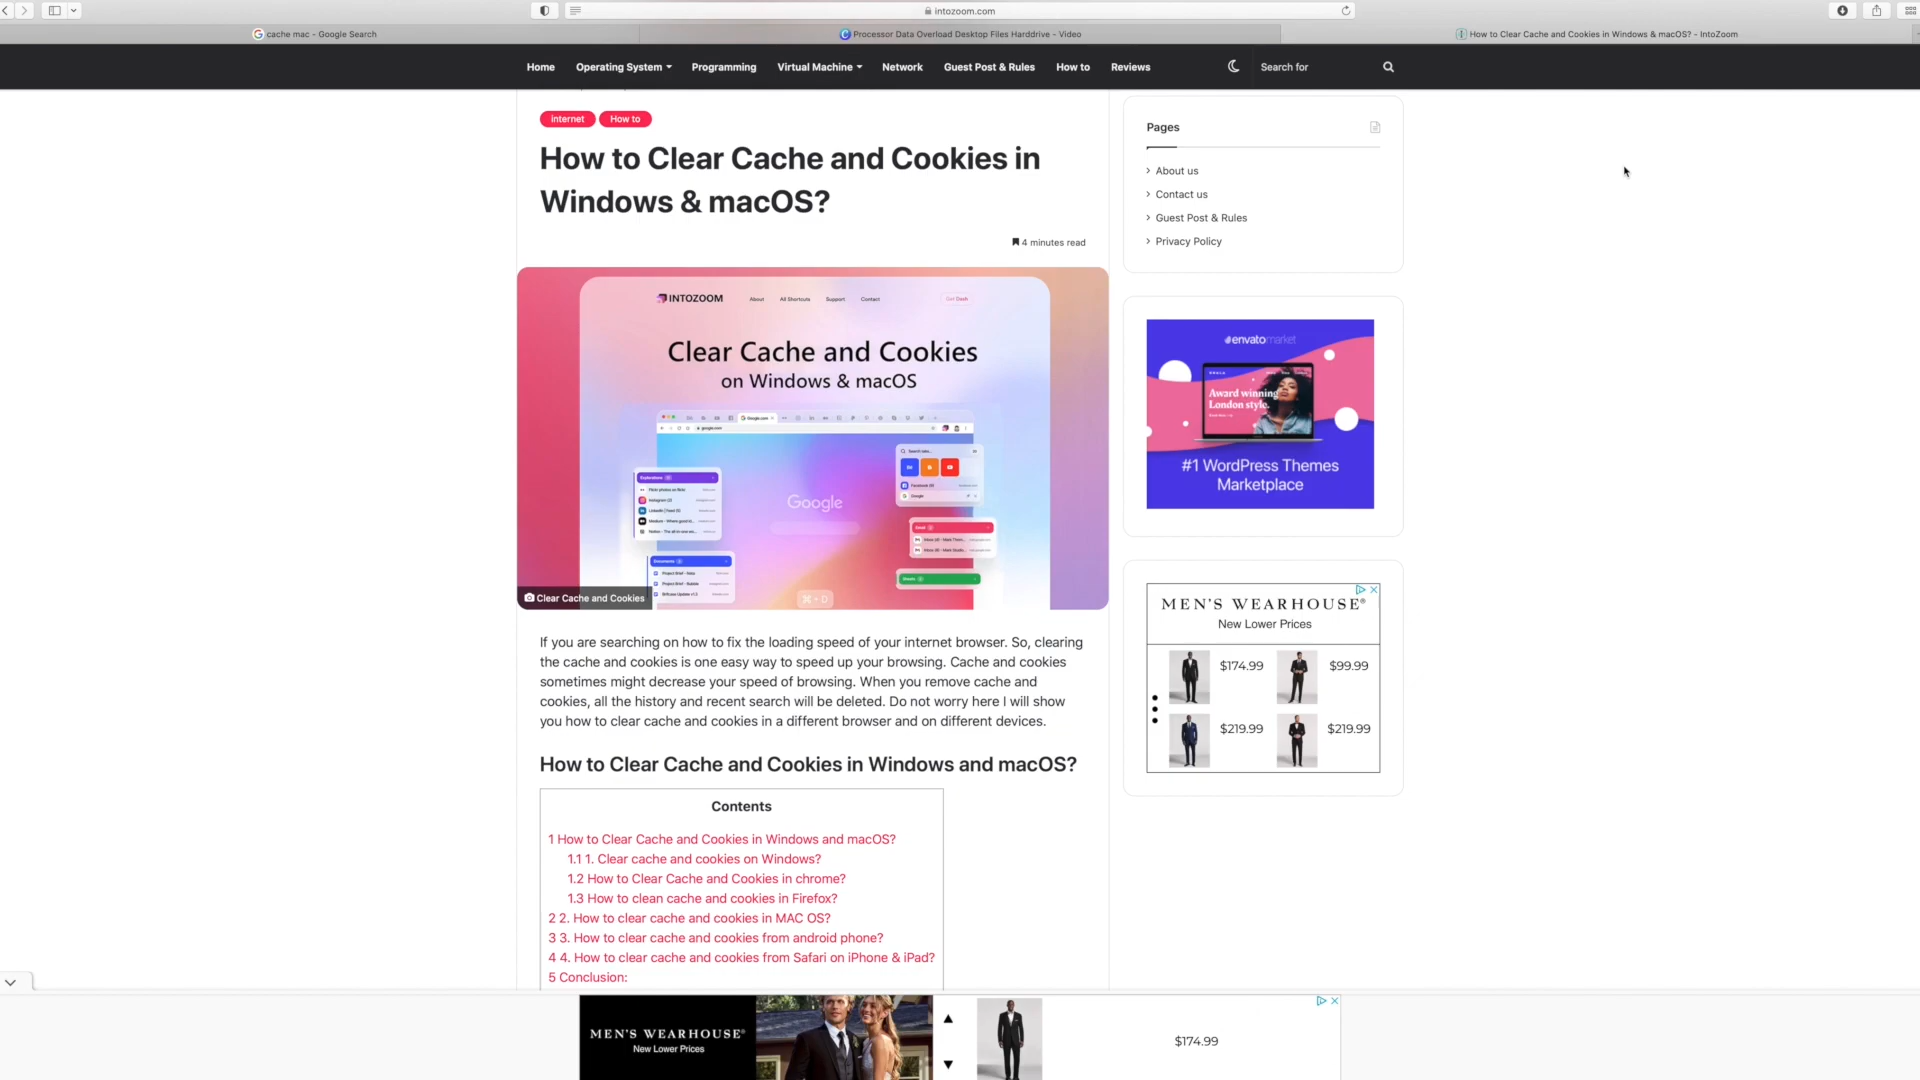 intozoom.com
cache mac - Google Search
Processor Data Overload Desktop Files Harddrive - Video
How to Clear Cache and Cookies in Windows & macOS? - IntoZoom
Home
Operating System
Programming
Virtual Machine
Network
Guest Post & Rules
How to
Reviews
Search for
internet
How to
How to Clear Cache and Cookies in
Windows & macOS?
4 minutes read
INTOZOOM
About
All Shortcuts
Support
Contact
Get Dash
Clear Cache and Cookies
on Windows & macOS
Google.com
google.com
Google
⌘ + D
Clear Cache and Cookies
If you are searching on how to fix the loading speed of your internet browser. So, clearing
the cache and cookies is one easy way to speed up your browsing. Cache and cookies
sometimes might decrease your speed of browsing. When you remove cache and
cookies, all the history and recent search will be deleted. Do not worry here I will show
you how to clear cache and cookies in a different browser and on different devices.
How to Clear Cache and Cookies in Windows and macOS?
Contents
1 How to Clear Cache and Cookies in Windows and macOS?
1.1 1. Clear cache and cookies on Windows?
1.2 How to Clear Cache and Cookies in chrome?
1.3 How to clean cache and cookies in Firefox?
2 2. How to clear cache and cookies in MAC OS?
3 3. How to clear cache and cookies from android phone?
4 4. How to clear cache and cookies from Safari on iPhone & iPad?
5 Conclusion:
Pages
About us
Contact us
Guest Post & Rules
Privacy Policy
envatomarket
Award winning
London style.
#1 WordPress Themes
Marketplace
MEN'S WEARHOUSE®
New Lower Prices
$174.99
$99.99
$219.99
$219.99
MEN'S WEARHOUSE®
New Lower Prices
$174.99